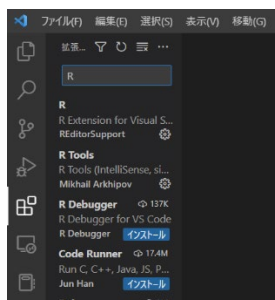 ファイル(F) 編集(E) 選択(S) 表示(V) 移動(G)
拡張... ...
R
R
R Extension for Visual S...
REditorSupport
R Tools
R Tools (IntelliSense, si...
Mikhail Arkhipov
R Debugger 137K
R Debugger for VS Code
R Debugger インストール
Code Runner 17.4M
Run C, C++, Java, JS, P...
Jun Han インストール